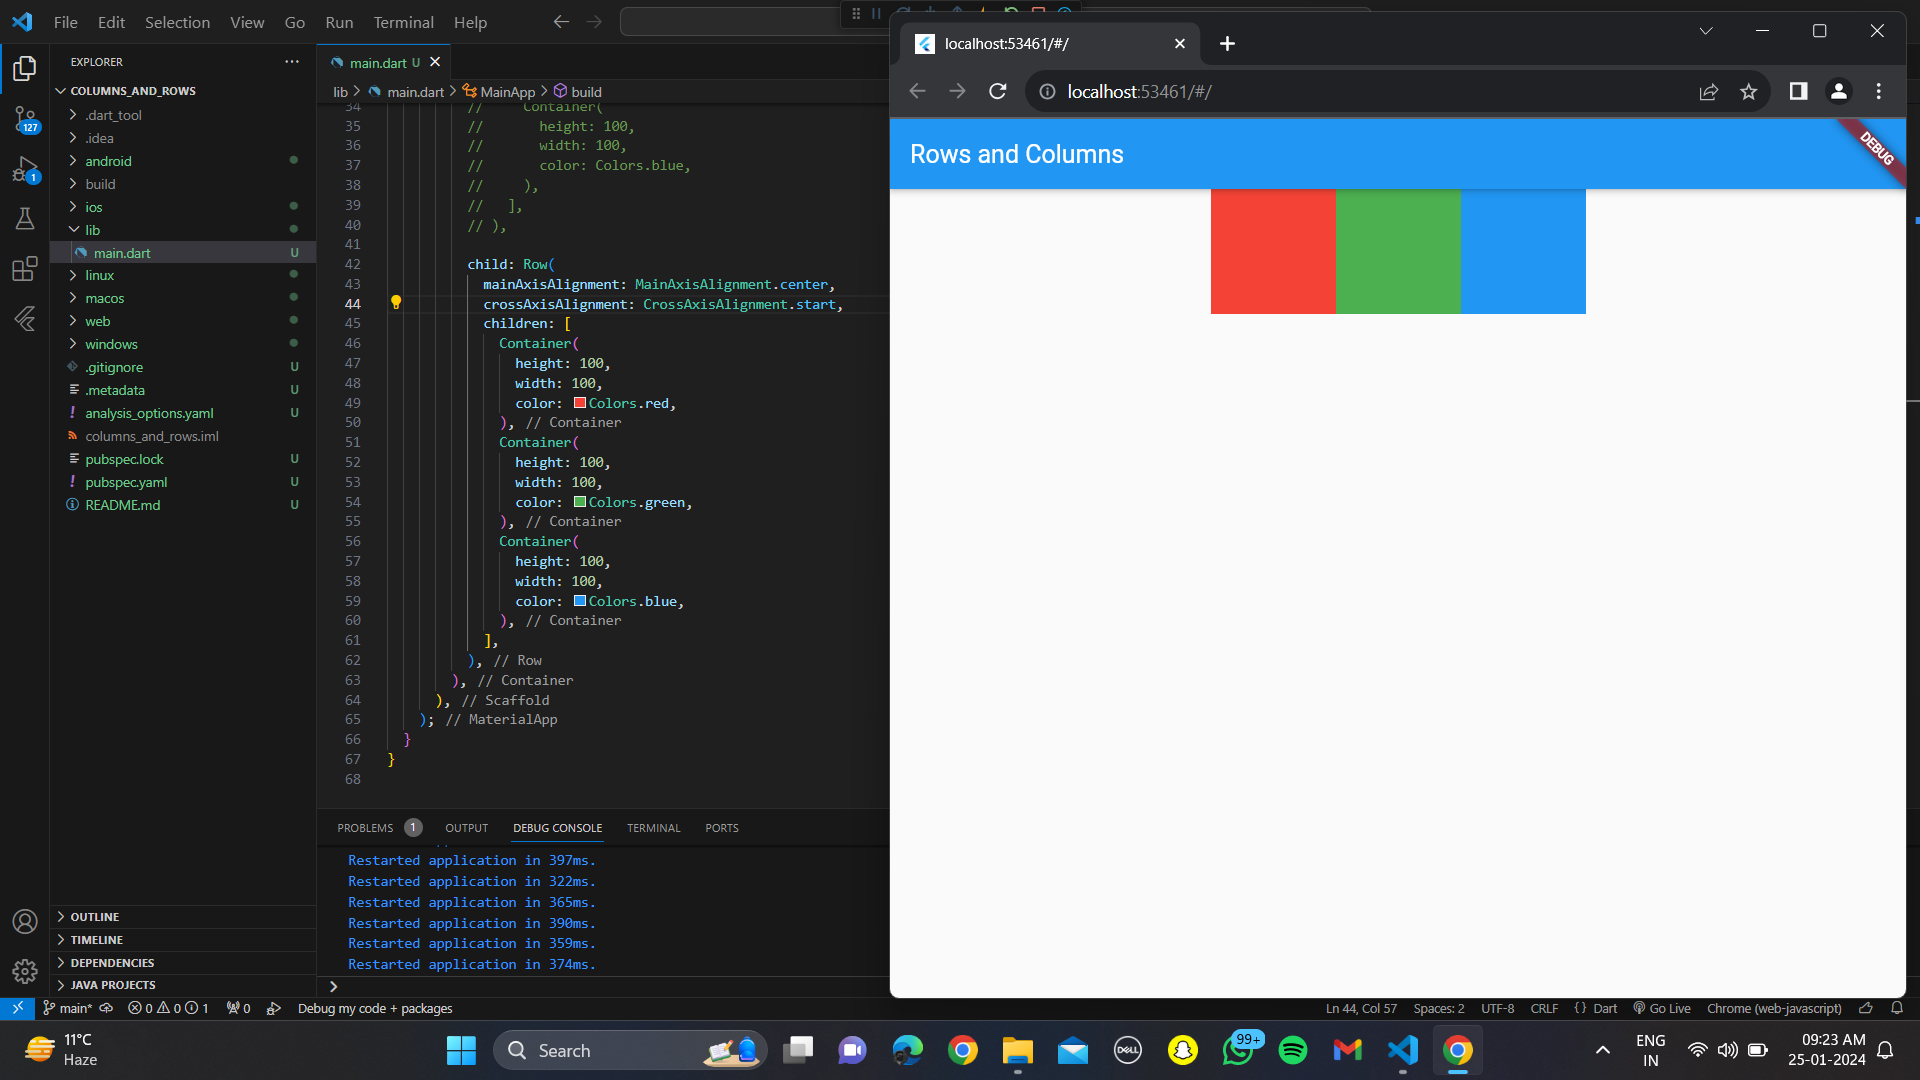 File Edit Selection View Go Run Terminal Help
EXPLORER
COLUMNS_AND_ROWS
.dart_tool
.idea
android
build
ios
lib
main.dart U
linux
macos
web
windows
.gitignore U
.metadata U
analysis_options.yaml U
columns_and_rows.iml
pubspec.lock U
pubspec.yaml U
README.md U
OUTLINE
TIMELINE
DEPENDENCIES
JAVA PROJECTS
127
1
main.dart U
lib > main.dart > MainApp > build
34 // Container(
35 // height: 100,
36 // width: 100,
37 // color: Colors.blue,
38 // ),
39 // ],
40 // ),
41
42 child: Row(
43 mainAxisAlignment: MainAxisAlignment.center,
44 crossAxisAlignment: CrossAxisAlignment.start,
45 children: [
46 Container(
47 height: 100,
48 width: 100,
49 color: Colors.red,
50 ), // Container
51 Container(
52 height: 100,
53 width: 100,
54 color: Colors.green,
55 ), // Container
56 Container(
57 height: 100,
58 width: 100,
59 color: Colors.blue,
60 ), // Container
61 ],
62 ), // Row
63 ), // Container
64 ), // Scaffold
65 ); // MaterialApp
66 }
67 }
68
PROBLEMS 1 OUTPUT DEBUG CONSOLE TERMINAL PORTS
Restarted application in 397ms.
Restarted application in 322ms.
Restarted application in 365ms.
Restarted application in 390ms.
Restarted application in 359ms.
Restarted application in 374ms.
localhost:53461/#/
localhost:53461/#/
Rows and Columns
DEBUG
main* 0 0 1 0 Debug my code + packages
Ln 44, Col 57 Spaces: 2 UTF-8 CRLF {} Dart Go Live Chrome (web-javascript)
11°C
Haze
Search
DELL
99+
ENG
IN
09:23 AM
25-01-2024